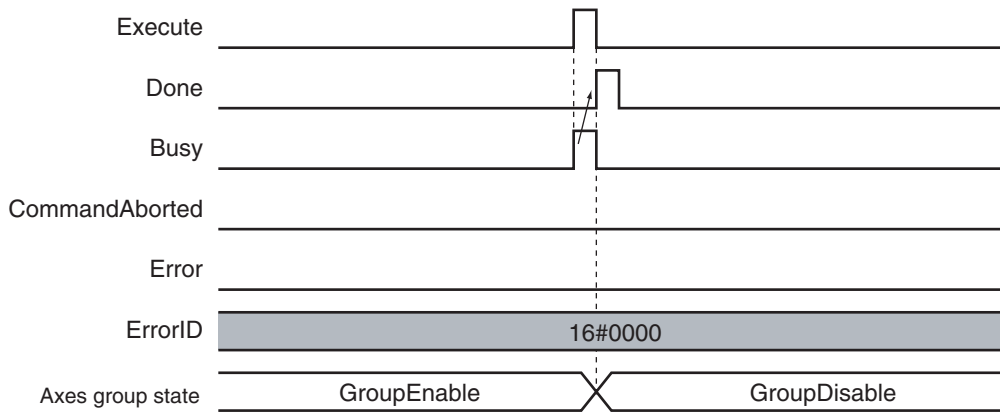 Execute
Done
Busy
CommandAborted
Error
ErrorID
16#0000
Axes group state
GroupEnable
GroupDisable